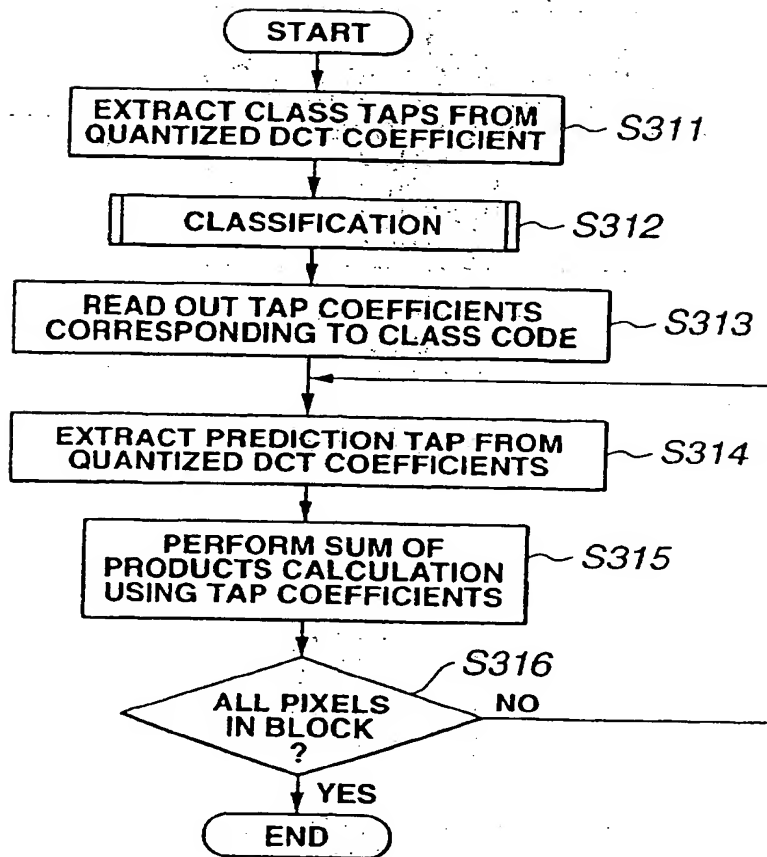 START
EXTRACT CLASS TAPS FROM
QUANTIZED DCT COEFFICIENT
S311
CLASSIFICATION
S312
READ OUT TAP COEFFICIENTS
CORRESPONDING TO CLASS CODE
S313
EXTRACT PREDICTION TAP FROM
QUANTIZED DCT COEFFICIENTS
S314
PERFORM SUM OF
PRODUCTS CALCULATION
USING TAP COEFFICIENTS
S315
S316
ALL PIXELS
IN BLOCK
?
NO
YES
END